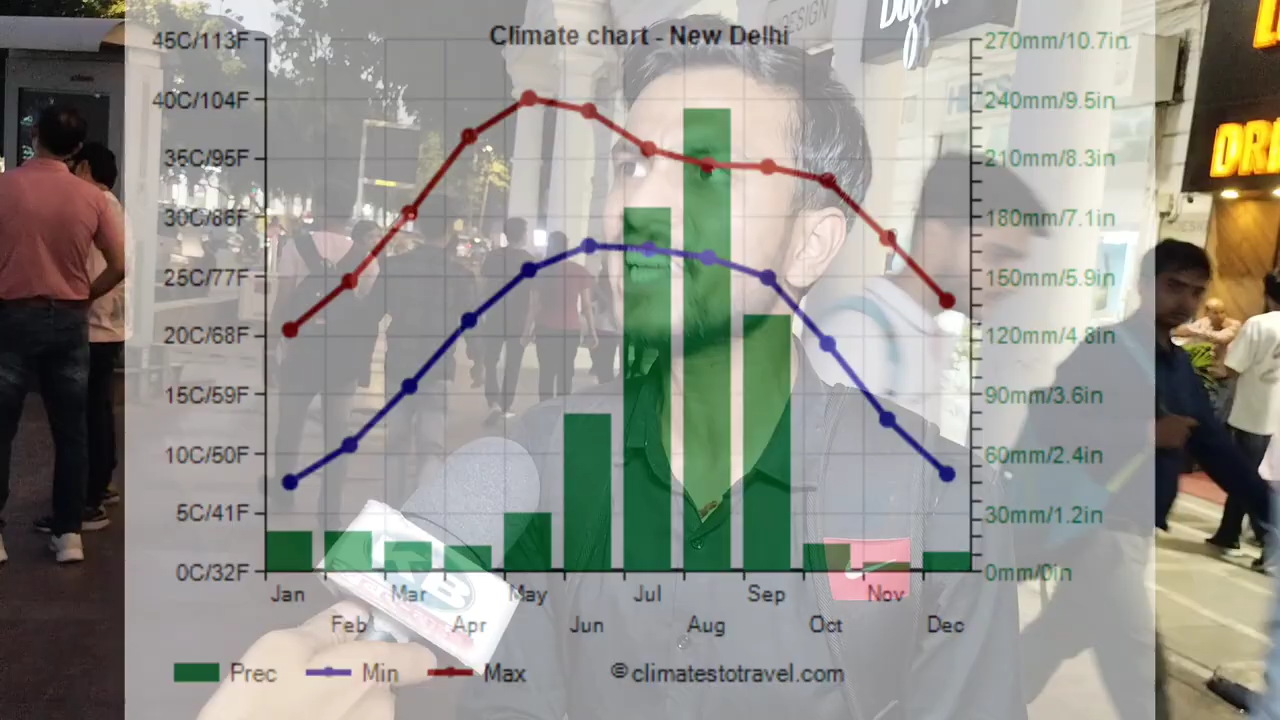 Climate chart - New Delhi
45C/113F
40C/104F
35C/95F
30C/86F
25C/77F
20C/68F
15C/59F
10C/50F
5C/41F
0C/32F
270mm/10.7in
240mm/9.5in
210mm/8.3in
180mm/7.1in
150mm/5.9in
120mm/4.8in
90mm/3.6in
60mm/2.4in
30mm/1.2in
0mm/0in
Jan
Feb
Mar
Apr
May
Jun
Jul
Aug
Sep
Oct
Nov
Dec
Prec Min Max ©climatestotravel.com
DESIGN